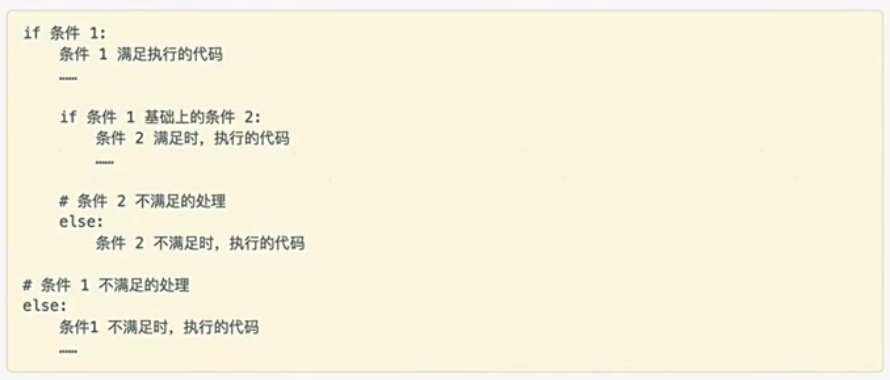 if 条件 1:
    条件 1 满足执行的代码
    ……
    if 条件 1 基础上的条件 2:
        条件 2 满足时，执行的代码
        ……
    # 条件 2 不满足的处理
    else:
        条件 2 不满足时，执行的代码
# 条件 1 不满足的处理
else:
    条件1 不满足时，执行的代码
    ……